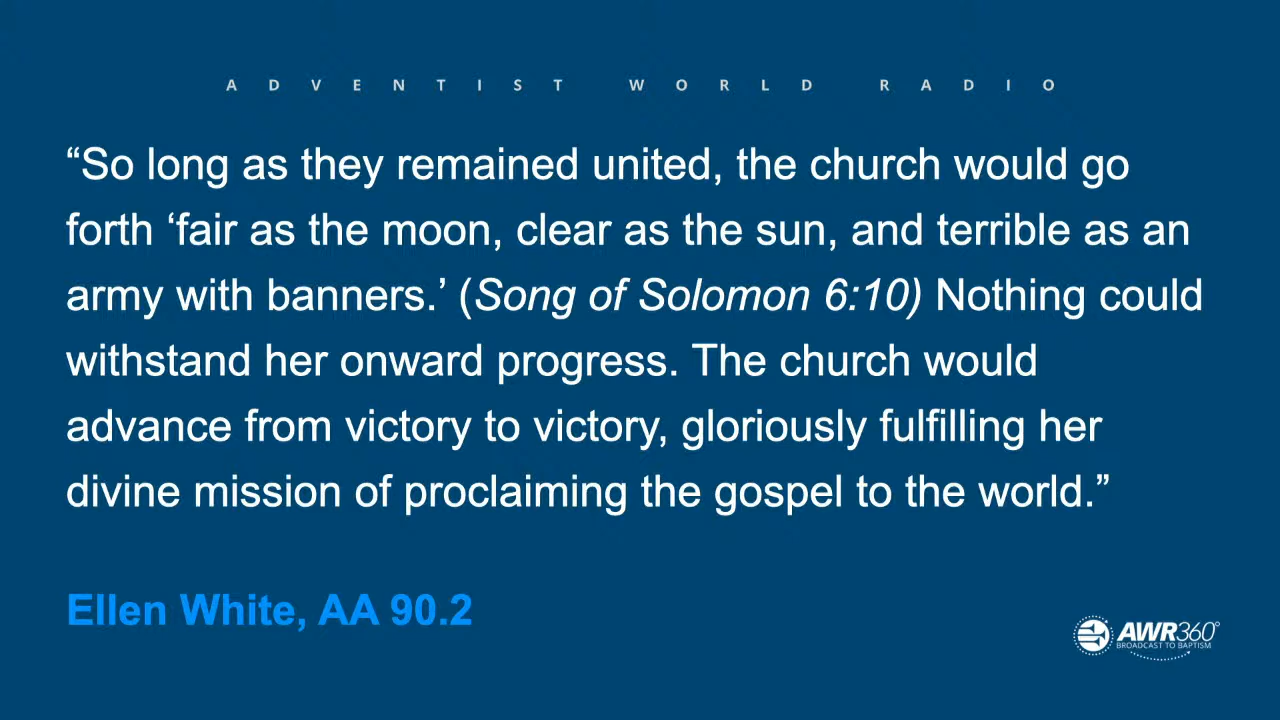 ADVENTIST WORLD RADIO
“So long as they remained united, the church would go
forth ‘fair as the moon, clear as the sun, and terrible as an
army with banners.’ (Song of Solomon 6:10) Nothing could
withstand her onward progress. The church would
advance from victory to victory, gloriously fulfilling her
divine mission of proclaiming the gospel to the world.”
Ellen White, AA 90.2
AWR360°
BROADCAST TO BAPTISM